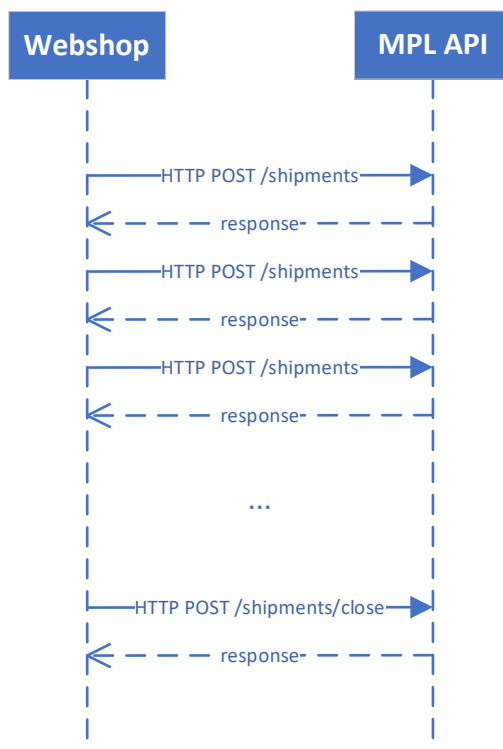 Webshop
MPL API
HTTP POST /shipments
response
HTTP POST /shipments
response
HTTP POST /shipments
response
...
HTTP POST /shipments/close
response